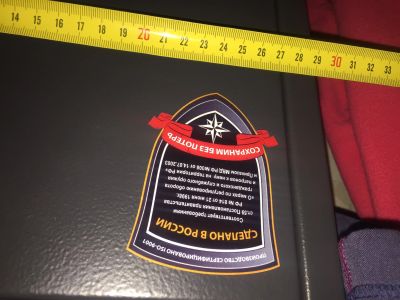 14 15 16 17 18 19 20 21 22 23 24 25 26 27 28 29 30 31 32 33
ПРОИЗВОДСТВО СЕРТИФИЦИРОВАНО ISO-9001
СДЕЛАНО В РОССИИ
Соответствует требованиям
ст.59 Постановления правительства
РФ № 814 от 21 июля 1998г.
«О мерах по регулированию оборота
гражданского и служебного оружия
и патронов к нему на территории РФ»
и Приказом МВД РФ №568 от 14.07.2003
СОХРАНИМ БЕЗ ПОТЕРЬ